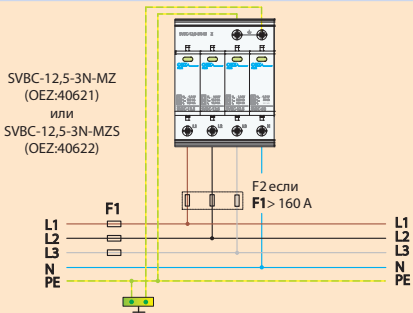 SVBC-12,5-3N-MZ
(OEZ:40621)
или
SVBC-12,5-3N-MZS
(OEZ:40622)
F2 если
F1> 160 A
F1
L1 L1
L2 L2
L3 L3
N N
PE PE